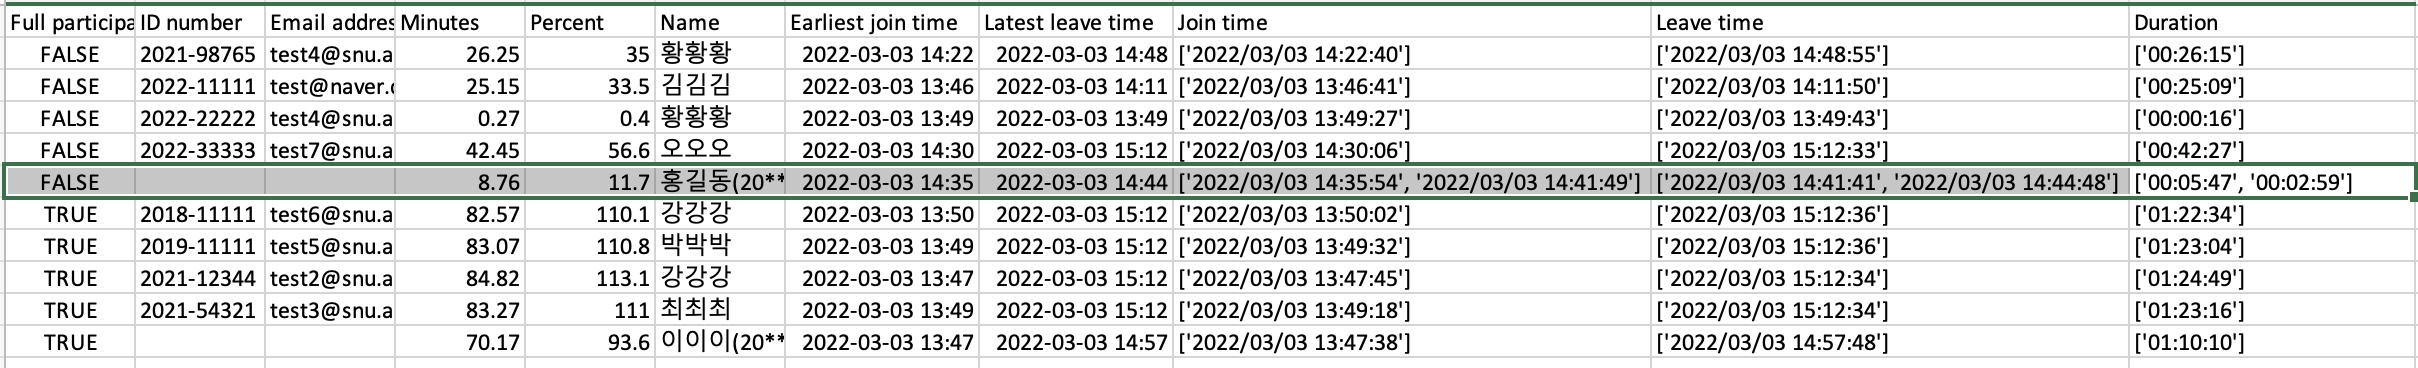 Full participa ID number Email addres Minutes Percent Name Earliest join time Latest leave time Join time Leave time Duration
FALSE 2021-98765 test4@snu.a 26.25 35 황황황 2022-03-03 14:22 2022-03-03 14:48 ['2022/03/03 14:22:40'] ['2022/03/03 14:48:55'] ['00:26:15']
FALSE 2022-11111 test@naver.c 25.15 33.5 김김김 2022-03-03 13:46 2022-03-03 14:11 ['2022/03/03 13:46:41'] ['2022/03/03 14:11:50'] ['00:25:09']
FALSE 2022-22222 test4@snu.a 0.27 0.4 황황황 2022-03-03 13:49 2022-03-03 13:49 ['2022/03/03 13:49:27'] ['2022/03/03 13:49:43'] ['00:00:16']
FALSE 2022-33333 test7@snu.a 42.45 56.6 오오오 2022-03-03 14:30 2022-03-03 15:12 ['2022/03/03 14:30:06'] ['2022/03/03 15:12:33'] ['00:42:27']
FALSE 8.76 11.7 홍길동(20** 2022-03-03 14:35 2022-03-03 14:44 ['2022/03/03 14:35:54', '2022/03/03 14:41:49'] ['2022/03/03 14:41:41', '2022/03/03 14:44:48'] ['00:05:47', '00:02:59']
TRUE 2018-11111 test6@snu.a 82.57 110.1 강강강 2022-03-03 13:50 2022-03-03 15:12 ['2022/03/03 13:50:02'] ['2022/03/03 15:12:36'] ['01:22:34']
TRUE 2019-11111 test5@snu.a 83.07 110.8 박박박 2022-03-03 13:49 2022-03-03 15:12 ['2022/03/03 13:49:32'] ['2022/03/03 15:12:36'] ['01:23:04']
TRUE 2021-12344 test2@snu.a 84.82 113.1 강강강 2022-03-03 13:47 2022-03-03 15:12 ['2022/03/03 13:47:45'] ['2022/03/03 15:12:34'] ['01:24:49']
TRUE 2021-54321 test3@snu.a 83.27 111 최최최 2022-03-03 13:49 2022-03-03 15:12 ['2022/03/03 13:49:18'] ['2022/03/03 15:12:34'] ['01:23:16']
TRUE 70.17 93.6 이이이(20** 2022-03-03 13:47 2022-03-03 14:57 ['2022/03/03 13:47:38'] ['2022/03/03 14:57:48'] ['01:10:10']